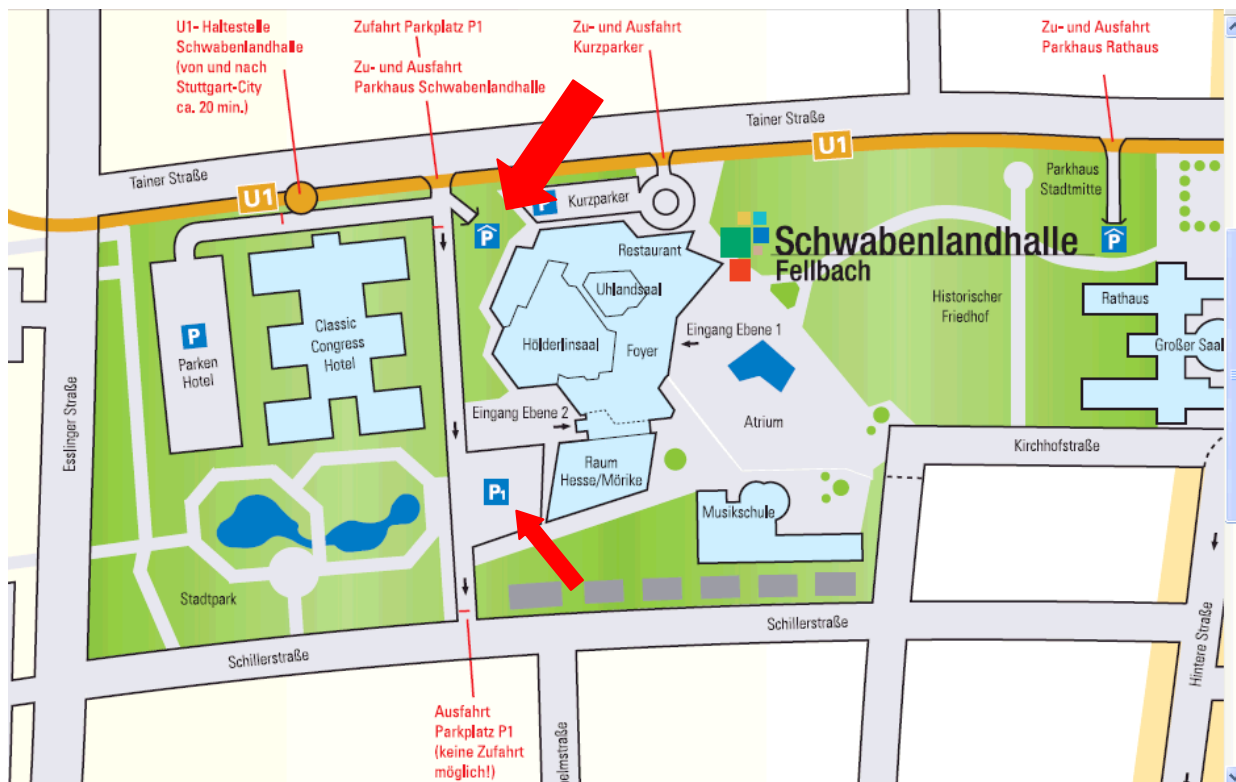 U1- Haltestelle
Schwabenlandhalle
(von und nach
Stuttgart-City
ca. 20 min.)
Zufahrt Parkplatz P1
Zu- und Ausfahrt
Parkhaus Schwabenlandhalle
Zu- und Ausfahrt
Kurzparker
Zu- und Ausfahrt
Parkhaus Rathaus
Tainer Straße
Tainer Straße
U1
U1
P
Kurzparker
P
Parkhaus
Stadtmitte
P
Restaurant
Schwabenlandhalle
Fellbach
Uhlandsaal
Historischer
Friedhof
Rathaus
Großer Saal
P
Parken
Hotel
Classic
Congress
Hotel
Hölderlinsaal
Foyer
Eingang Ebene 1
Eingang Ebene 2
Atrium
Esslinger Straße
Kirchhofstraße
Raum
Hesse/Mörike
P1
Musikschule
Stadtpark
Schillerstraße
Schillerstraße
Hintere Straße
Ausfahrt
Parkplatz P1
(keine Zufahrt
möglich!)
helmstraße